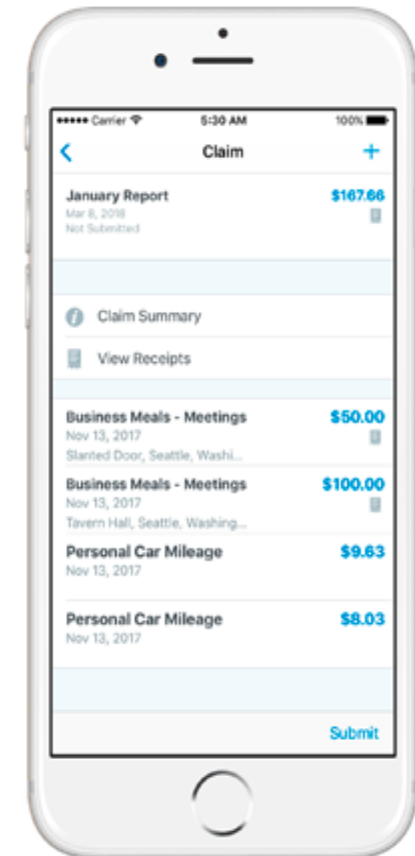 Carrier 5:30 AM 100%
Claim
January Report $167.66
Mar 8, 2018
Not Submitted
Claim Summary
View Receipts
Business Meals - Meetings $50.00
Nov 13, 2017
Slanted Door, Seattle, Washi...
Business Meals - Meetings $100.00
Nov 13, 2017
Tavern Hall, Seattle, Washing...
Personal Car Mileage $9.63
Nov 13, 2017
Personal Car Mileage $8.03
Nov 13, 2017
Submit